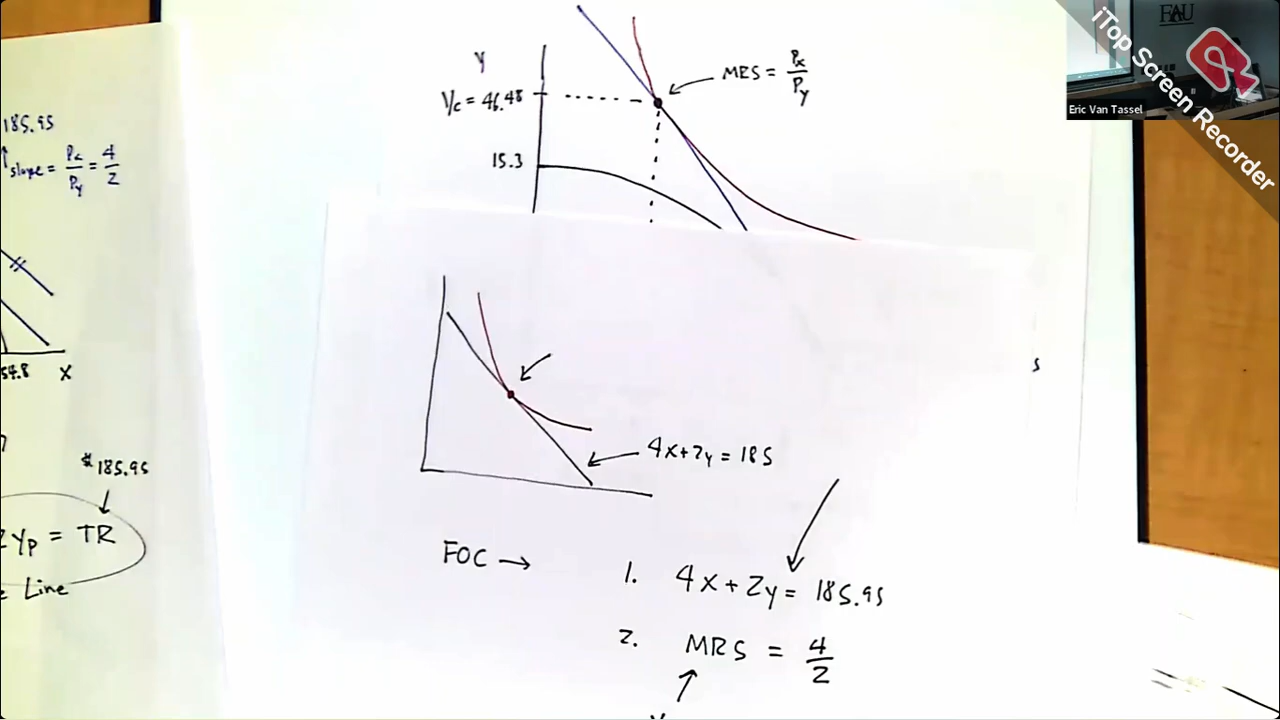 185.95
slope = Pc/Py = 4/2
54.8 X
$185.95
2Yp = TR
Line
Y
Yc = 46.48
15.3
MRS = Px/Py
4x+2y = 185
s
FOC →
1. 4x + 2y = 185.95
2. MRS = 4/2
FAU
Eric Van Tassel
iTop Screen Recorder